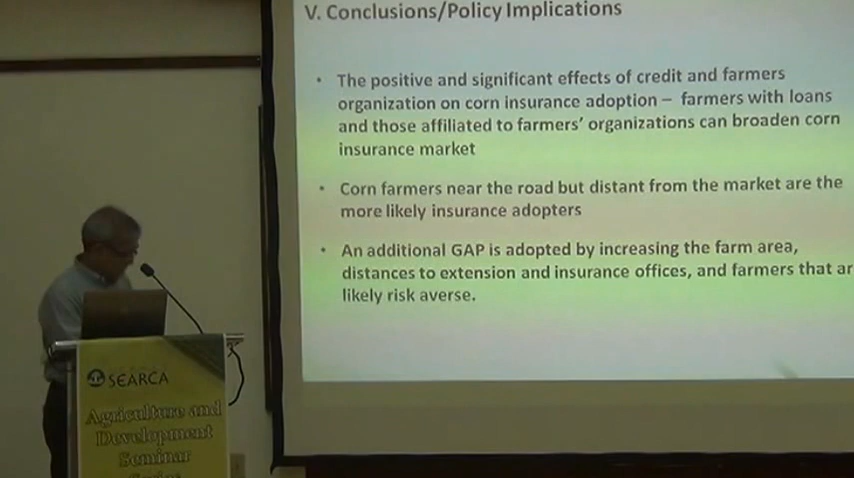 V. Conclusions/Policy Implications
• The positive and significant effects of credit and farmers
organization on corn insurance adoption – farmers with loans
and those affiliated to farmers' organizations can broaden corn
insurance market
• Corn farmers near the road but distant from the market are the
more likely insurance adopters
• An additional GAP is adopted by increasing the farm area,
distances to extension and insurance offices, and farmers that ar
likely risk averse.
SEARCA
Agriculture and
Development
Seminar
Series